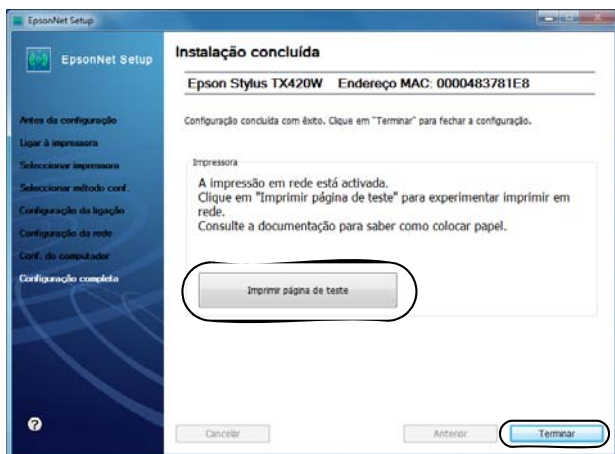 EpsonNet Setup
EpsonNet Setup
Instalação concluída
Epson Stylus TX420W Endereço MAC: 0000483781E8
Antes da configuração
Ligar à impressora
Seleccionar impressora
Seleccionar método conf.
Configuração da ligação
Configuração da rede
Conf. do computador
Configuração completa
Configuração concluída com êxito. Clique em "Terminar" para fechar a configuração.
Impressora
A impressão em rede está activada.
Clique em "Imprimir página de teste" para experimentar imprimir em
rede.
Consulte a documentação para saber como colocar papel.
Imprimir página de teste
?
Cancelar
Anterior
Terminar